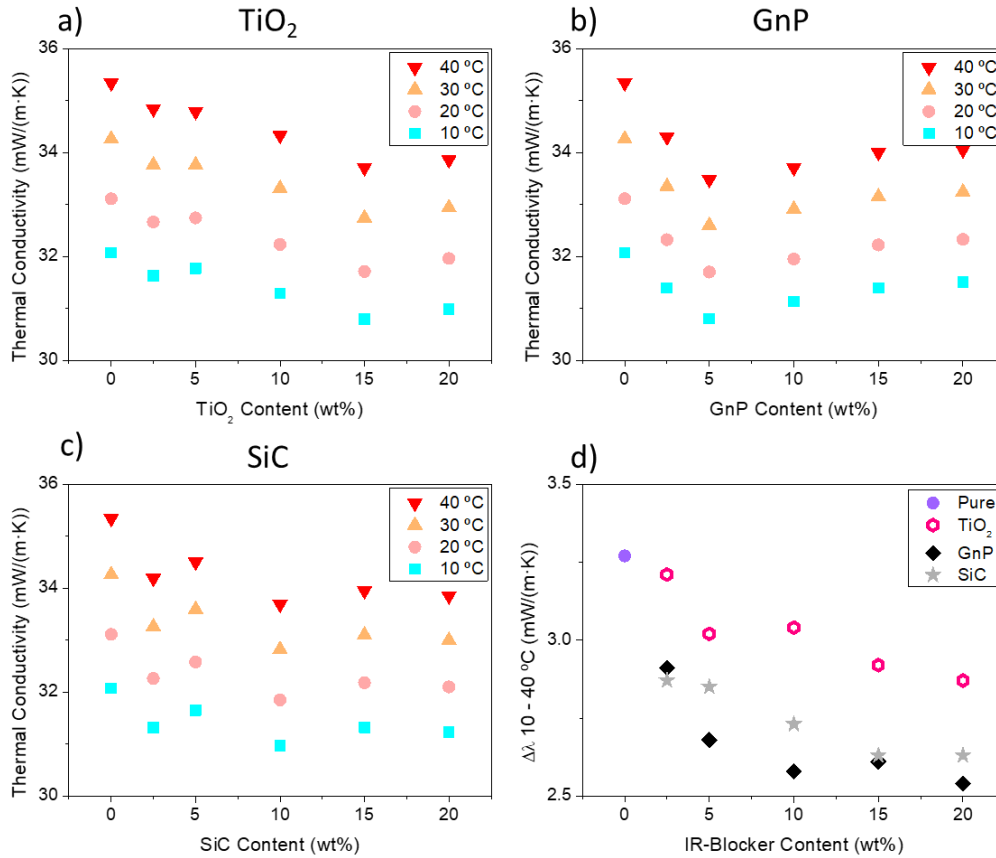 a)
TiO₂
36
34
32
30
Thermal Conductivity (mW/(m·K))
40 ºC
30 ºC
20 ºC
10 ºC
0 5 10 15 20
TiO₂ Content (wt%)
b)
GnP
36
34
32
30
Thermal Conductivity (mW/(m·K))
40 ºC
30 ºC
20 ºC
10 ºC
0 5 10 15 20
GnP Content (wt%)
c)
SiC
36
34
32
30
Thermal Conductivity (mW/(m·K))
40 ºC
30 ºC
20 ºC
10 ºC
0 5 10 15 20
SiC Content (wt%)
d)
3.5
3.0
2.5
Δλ 10 - 40 ºC (mW/(m·K))
Pure
TiO₂
GnP
SiC
0 5 10 15 20
IR-Blocker Content (wt%)